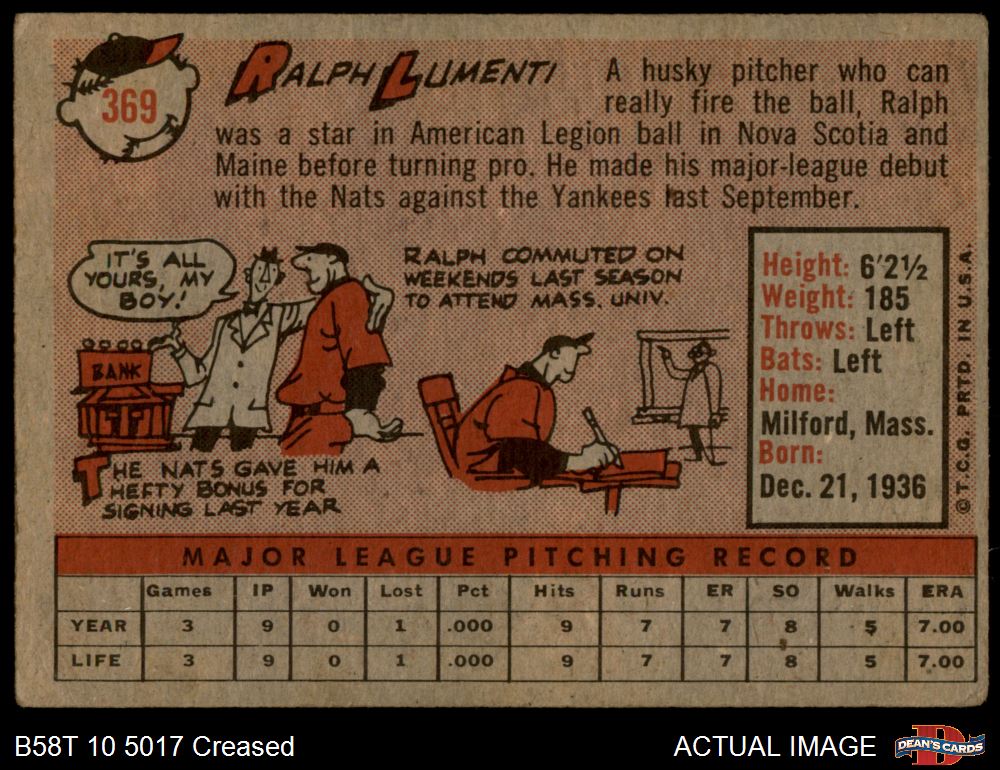 369
RALPH LUMENTI
A husky pitcher who can
really fire the ball, Ralph
was a star in American Legion ball in Nova Scotia and
Maine before turning pro. He made his major-league debut
with the Nats against the Yankees last September.
IT'S ALL
YOURS, MY
BOY!
BANK
THE NATS GAVE HIM A
HEFTY BONUS FOR
SIGNING LAST YEAR
RALPH COMMUTED ON
WEEKENDS LAST SEASON
TO ATTEND MASS. UNIV.
Height: 6'2½
Weight: 185
Throws: Left
Bats: Left
Home:
Milford, Mass.
Born:
Dec. 21, 1936
©T.C.G. PRTD. IN U.S.A.
MAJOR LEAGUE PITCHING RECORD
Games IP Won Lost Pct Hits Runs ER SO Walks ERA
YEAR 3 9 0 1 .000 9 7 7 8 5 7.00
LIFE 3 9 0 1 .000 9 7 7 8 5 7.00
B58T 10 5017 Creased
ACTUAL IMAGE
D
DEAN'S CARDS